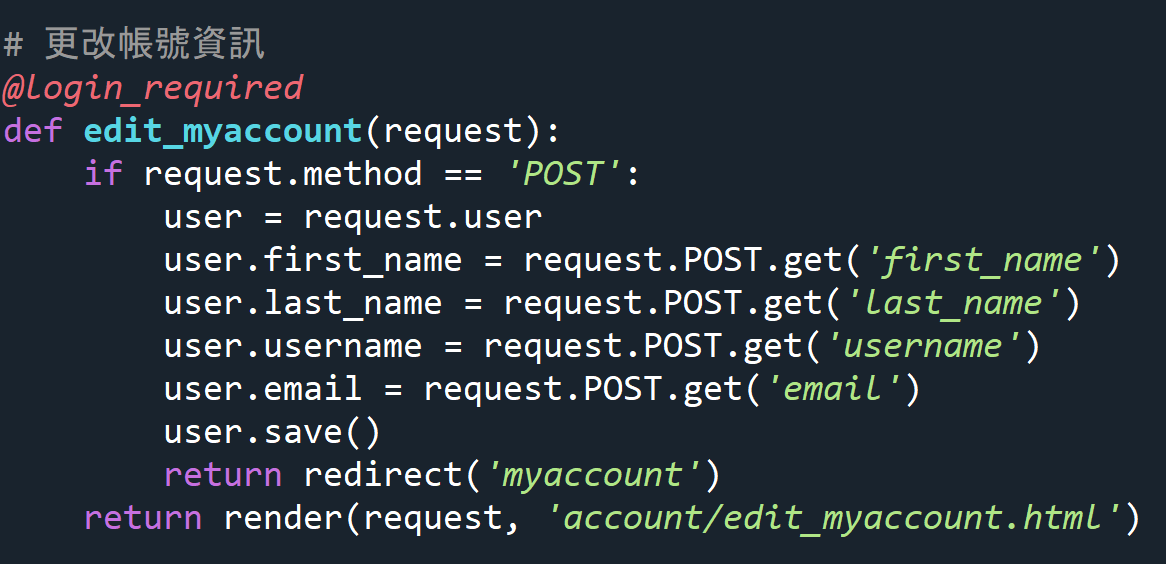 # 更改帳號資訊
@login_required
def edit_myaccount(request):
    if request.method == 'POST':
        user = request.user
        user.first_name = request.POST.get('first_name')
        user.last_name = request.POST.get('last_name')
        user.username = request.POST.get('username')
        user.email = request.POST.get('email')
        user.save()
        return redirect('myaccount')
    return render(request, 'account/edit_myaccount.html')